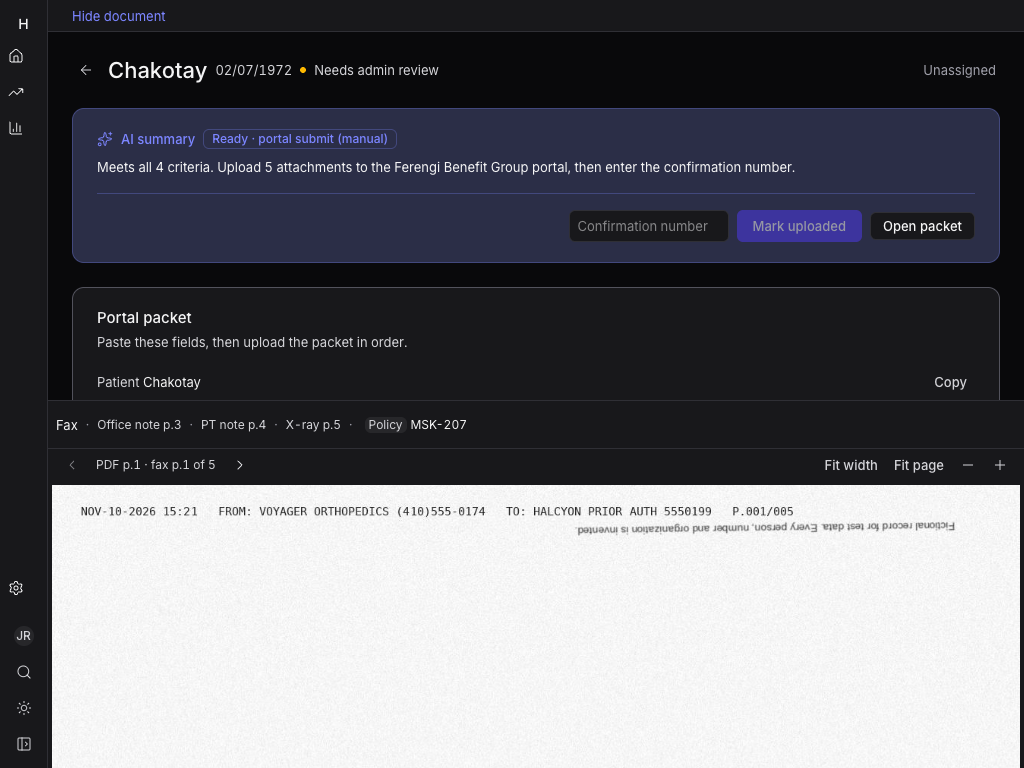 H
Hide document
Chakotay 02/07/1972 Needs admin review Unassigned
AI summary Ready · portal submit (manual)
Meets all 4 criteria. Upload 5 attachments to the Ferengi Benefit Group portal, then enter the confirmation number.
Confirmation number Mark uploaded Open packet
Portal packet
Paste these fields, then upload the packet in order.
Patient Chakotay Copy
Fax · Office note p.3 · PT note p.4 · X-ray p.5 · Policy MSK-207
PDF p.1 · fax p.1 of 5 Fit width Fit page
NOV-10-2026 15:21 FROM: VOYAGER ORTHOPEDICS (410)555-0174 TO: HALCYON PRIOR AUTH 5550199 P.001/005
Fictional record for test data. Every person, number and organization is invented.
JR